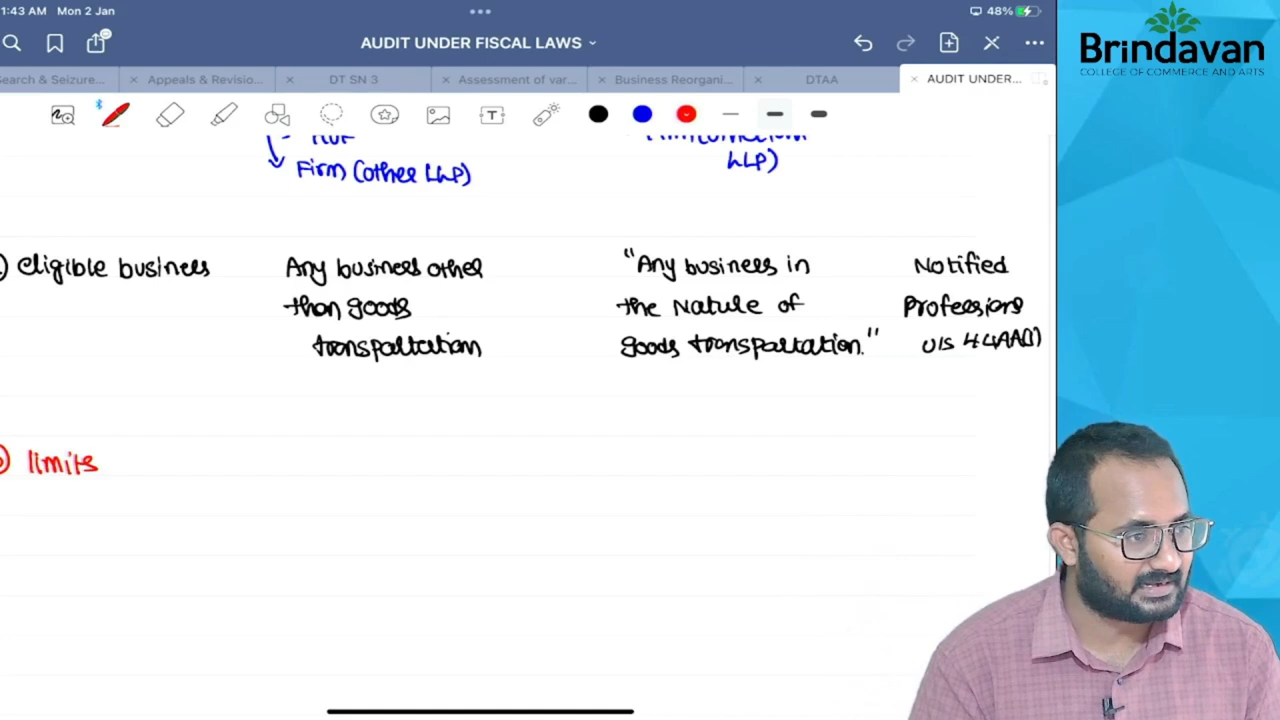 1:43 AM Mon 2 Jan
48%
AUDIT UNDER FISCAL LAWS
Brindavan
COLLEGE OF COMMERCE AND ARTS
earch & Seizure...
Appeals & Revisio...
DT SN 3
Assessment of var...
Business Reorgani...
DTAA
AUDIT UNDER...
Firm (other LLP)
LLP)
eligible business
Any business other
than goods
transportation
"Any business in
the Nature of
goods transportation."
Notified
Professions
u/s 44AA(1)
limits